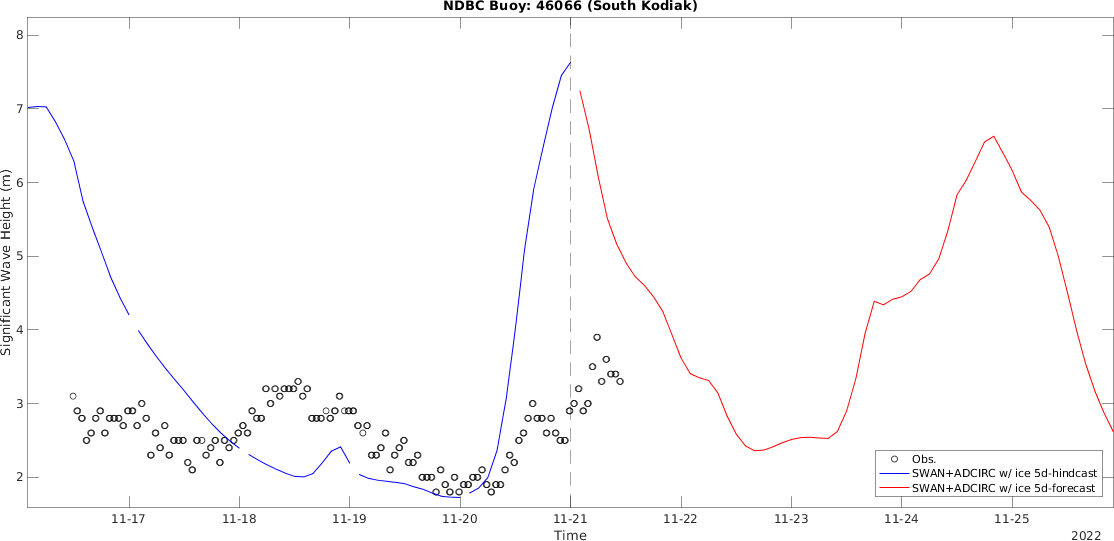 NDBC Buoy: 46066 (South Kodiak)
Significant Wave Height (m)
8
7
6
5
4
3
2
Obs.
SWAN+ADCIRC w/ ice 5d-hindcast
SWAN+ADCIRC w/ ice 5d-forecast
11-17 11-18 11-19 11-20 11-21 11-22 11-23 11-24 11-25
Time
2022